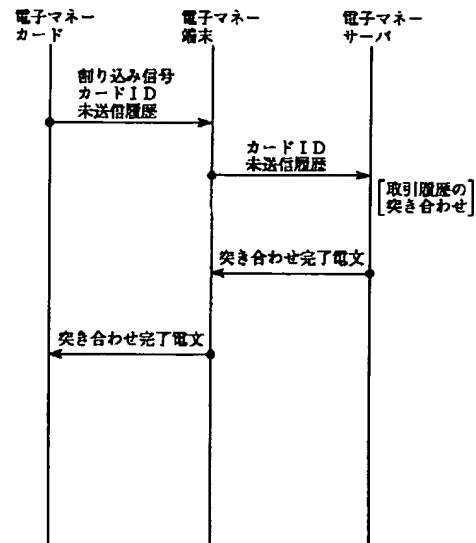 電子マネー
カード
電子マネー
端末
電子マネー
サーバ
割り込み信号
カードID
未送信履歴
カードID
未送信履歴
取引履歴の
突き合わせ
突き合わせ完了電文
突き合わせ完了電文